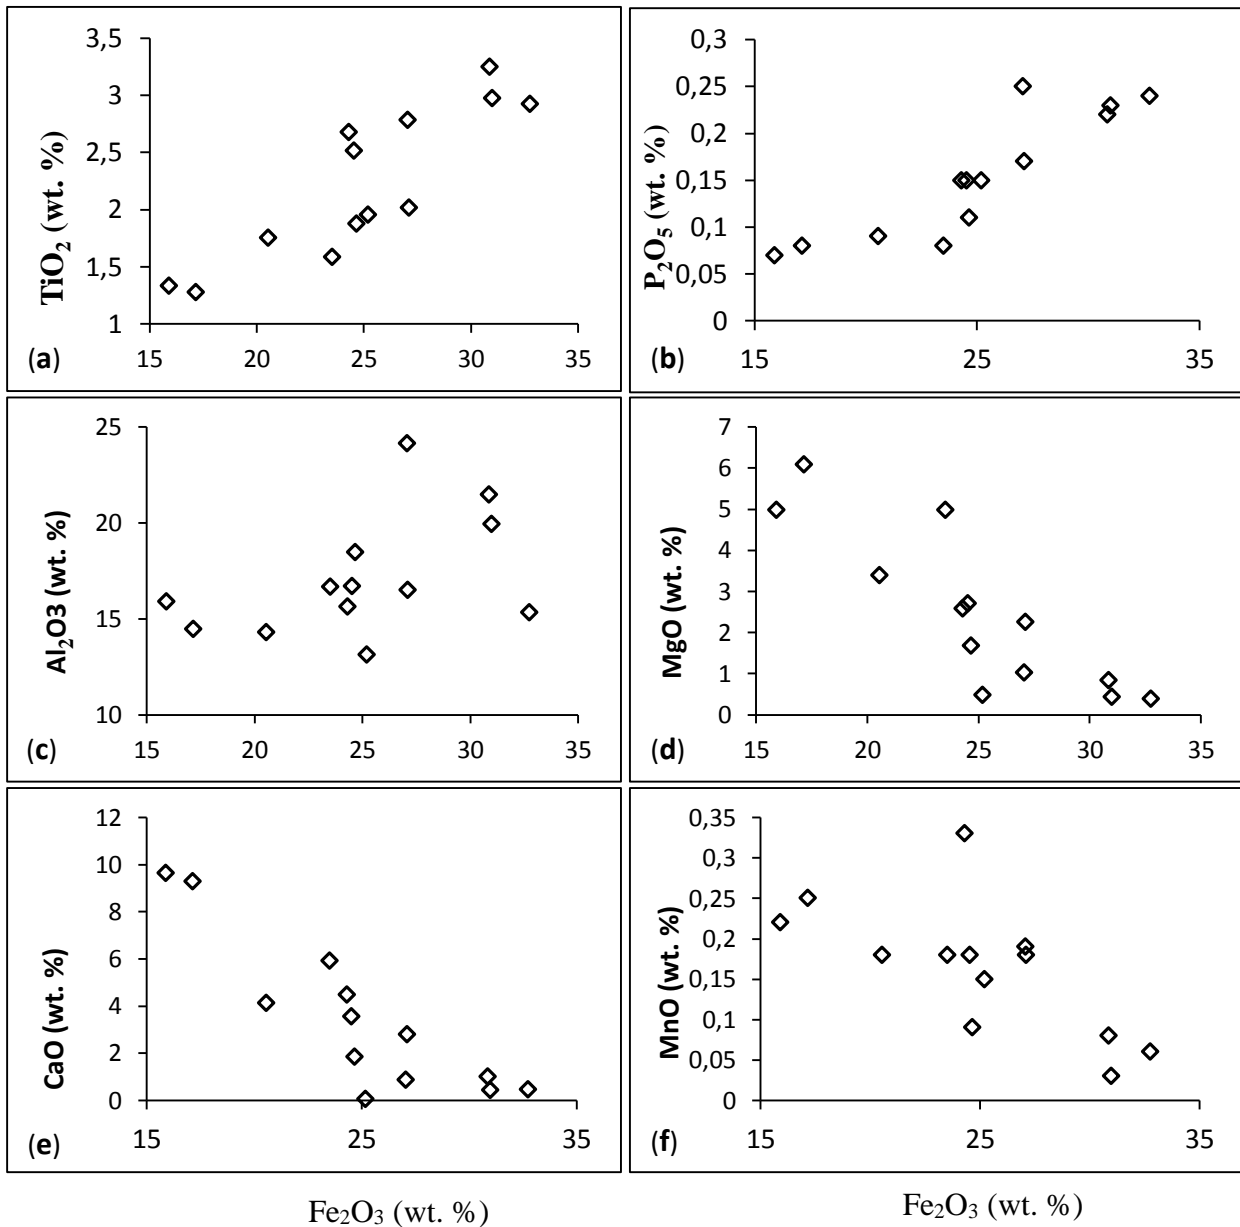 3,5
3
2,5
2
1,5
1
TiO₂ (wt. %)
(a)
15 20 25 30 35
0,3
0,25
0,2
0,15
0,1
0,05
0
P₂O₅ (wt. %)
(b)
15 25 35
25
20
15
10
Al₂O3 (wt. %)
(c)
15 20 25 30 35
7
6
5
4
3
2
1
0
MgO (wt. %)
(d)
15 20 25 30 35
12
10
8
6
4
2
0
CaO (wt. %)
(e)
15 25 35
0,35
0,3
0,25
0,2
0,15
0,1
0,05
0
MnO (wt. %)
(f)
15 25 35
Fe₂O₃ (wt. %)
Fe₂O₃ (wt. %)